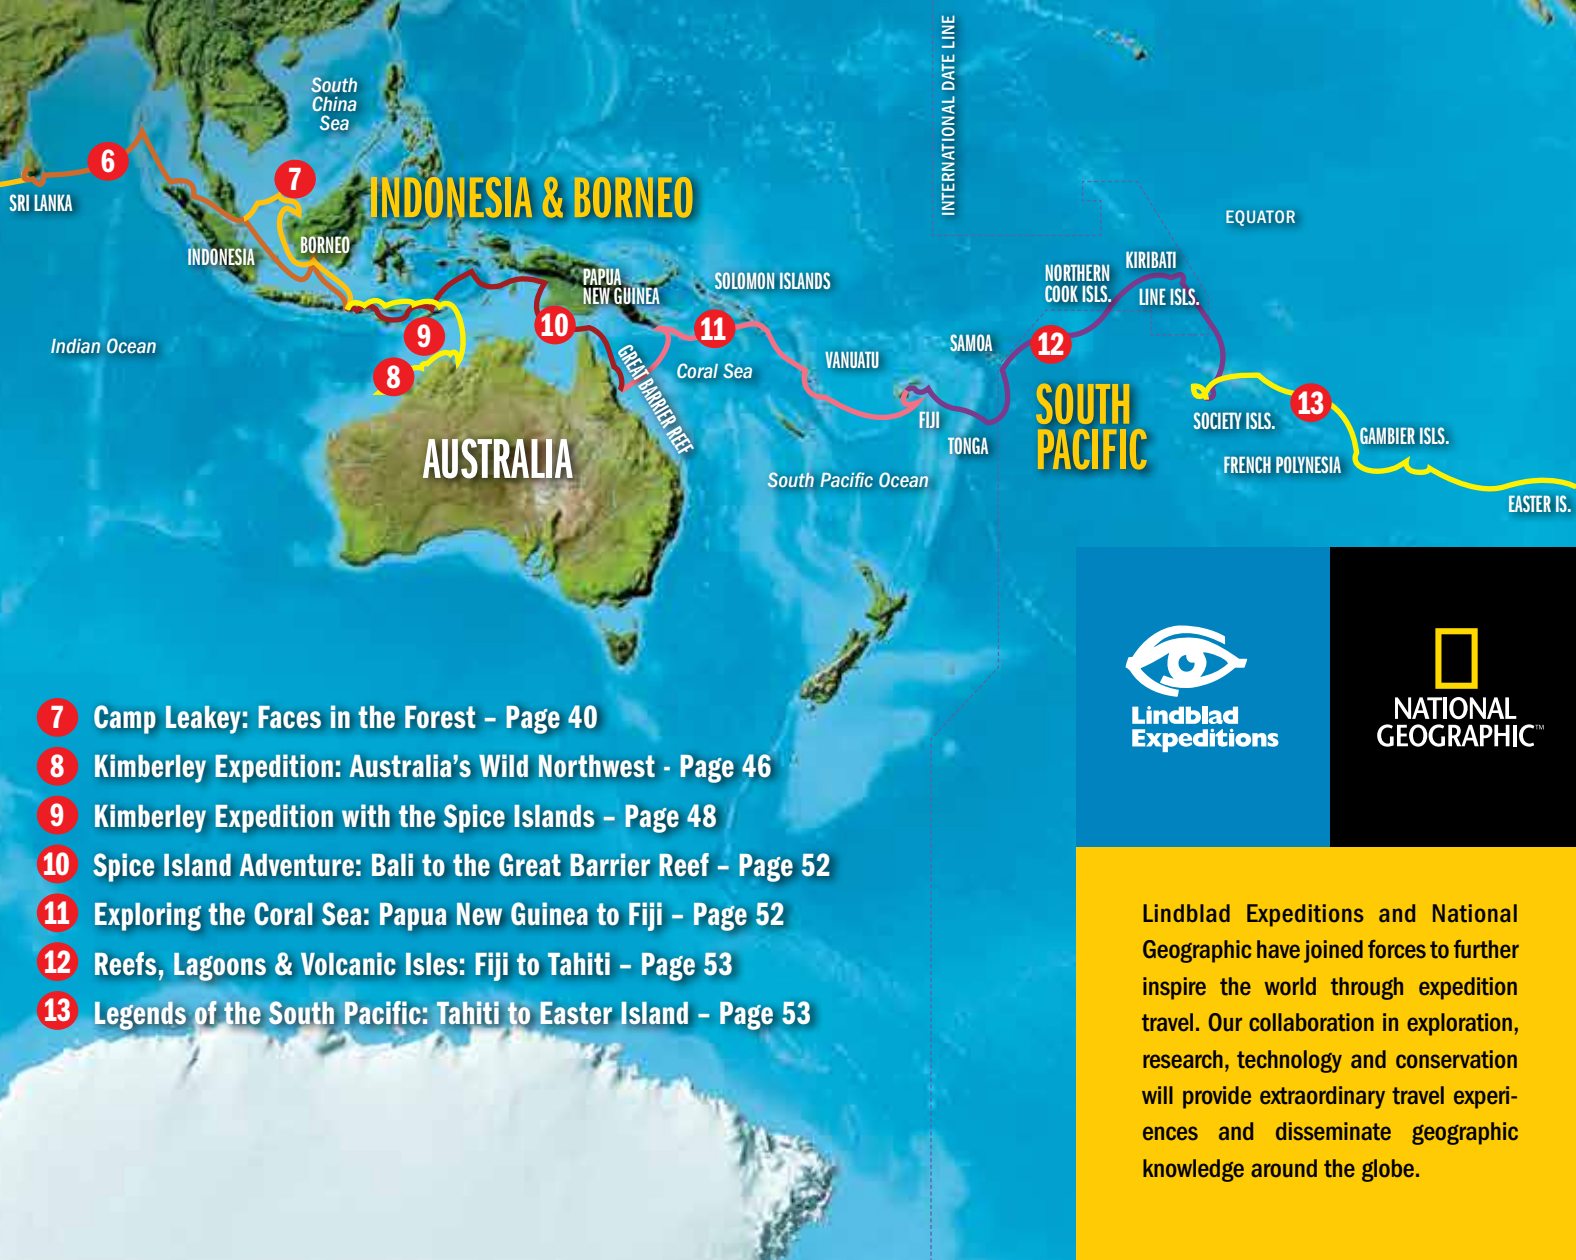 INTERNATIONAL DATE LINE
South
China
Sea
6
7
SRI LANKA
INDONESIA & BORNEO
EQUATOR
INDONESIA
BORNEO
PAPUA
NEW GUINEA
SOLOMON ISLANDS
NORTHERN
COOK ISLS.
KIRIBATI
LINE ISLS.
Indian Ocean
9
10
11
8
GREAT BARRIER REEF
Coral Sea
VANUATU
SAMOA
12
FIJI
TONGA
SOUTH
PACIFIC
13
SOCIETY ISLS.
GAMBIER ISLS.
FRENCH POLYNESIA
EASTER IS.
AUSTRALIA
South Pacific Ocean
7 Camp Leakey: Faces in the Forest – Page 40
8 Kimberley Expedition: Australia's Wild Northwest - Page 46
9 Kimberley Expedition with the Spice Islands – Page 48
10 Spice Island Adventure: Bali to the Great Barrier Reef – Page 52
11 Exploring the Coral Sea: Papua New Guinea to Fiji – Page 52
12 Reefs, Lagoons & Volcanic Isles: Fiji to Tahiti – Page 53
13 Legends of the South Pacific: Tahiti to Easter Island – Page 53
Lindblad
Expeditions
NATIONAL
GEOGRAPHIC™
Lindblad Expeditions and National
Geographic have joined forces to further
inspire the world through expedition
travel. Our collaboration in exploration,
research, technology and conservation
will provide extraordinary travel experi-
ences and disseminate geographic
knowledge around the globe.